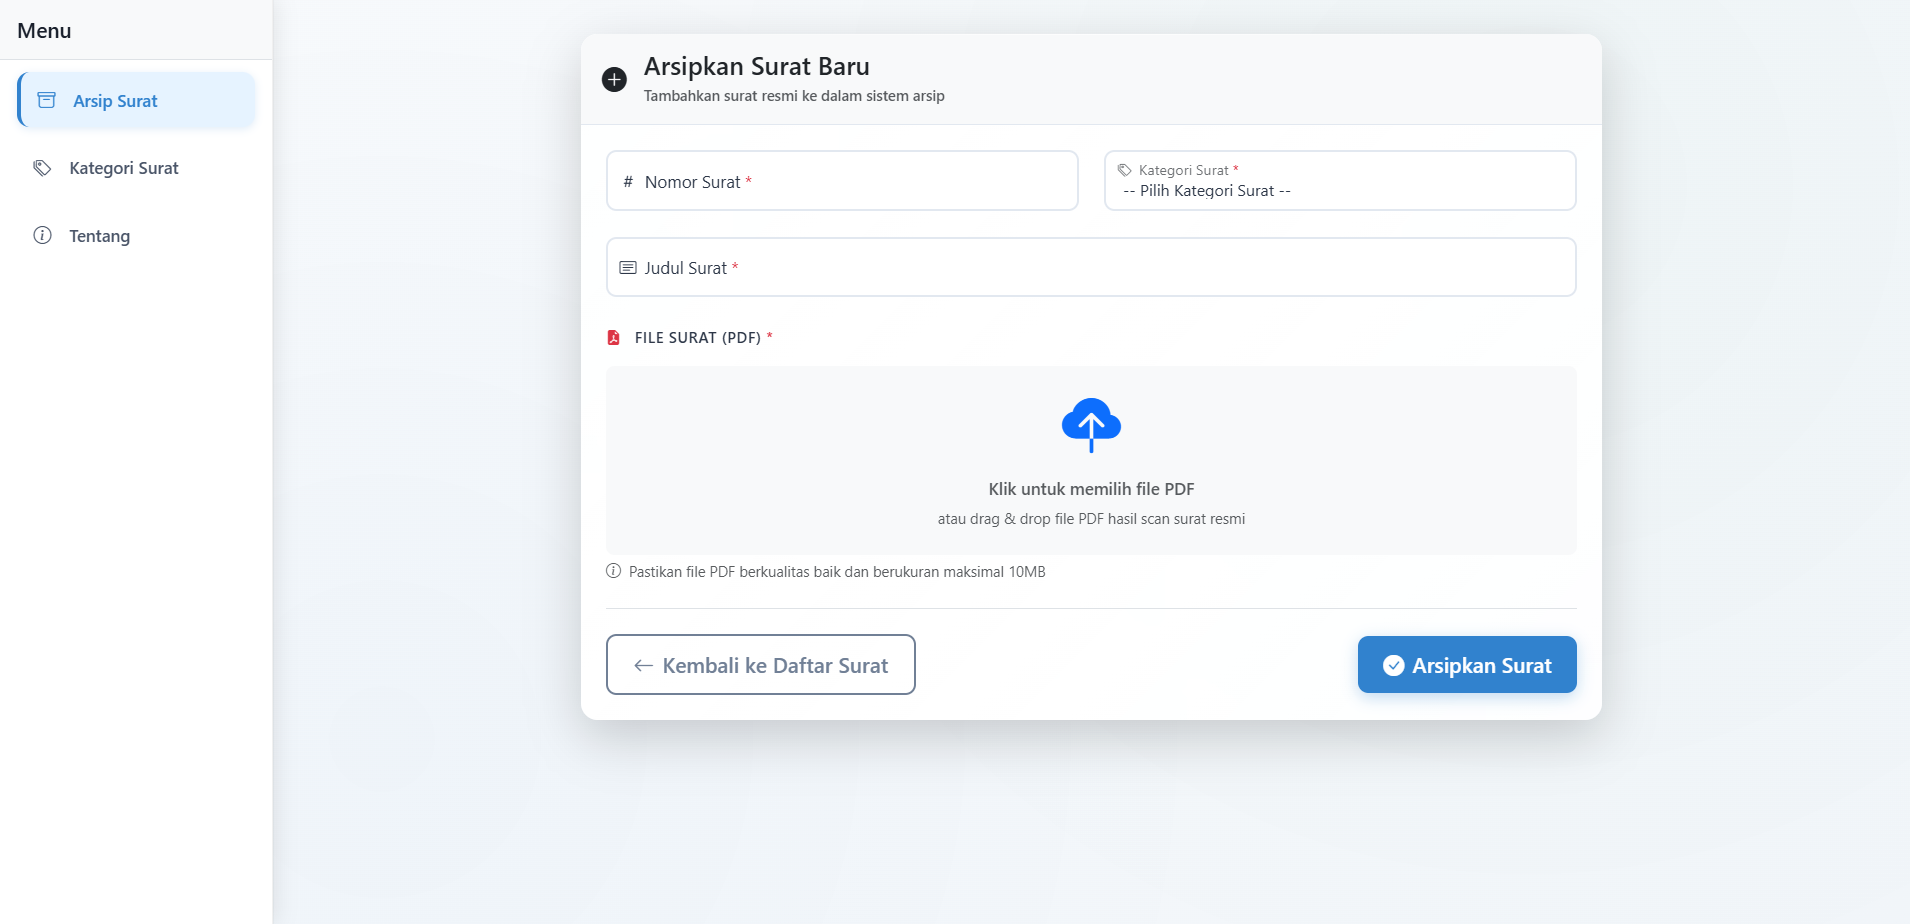 Menu
Arsip Surat
Kategori Surat
Tentang
Arsipkan Surat Baru
Tambahkan surat resmi ke dalam sistem arsip
# Nomor Surat *
Kategori Surat *
-- Pilih Kategori Surat --
Judul Surat *
FILE SURAT (PDF) *
Klik untuk memilih file PDF
atau drag & drop file PDF hasil scan surat resmi
Pastikan file PDF berkualitas baik dan berukuran maksimal 10MB
← Kembali ke Daftar Surat
Arsipkan Surat